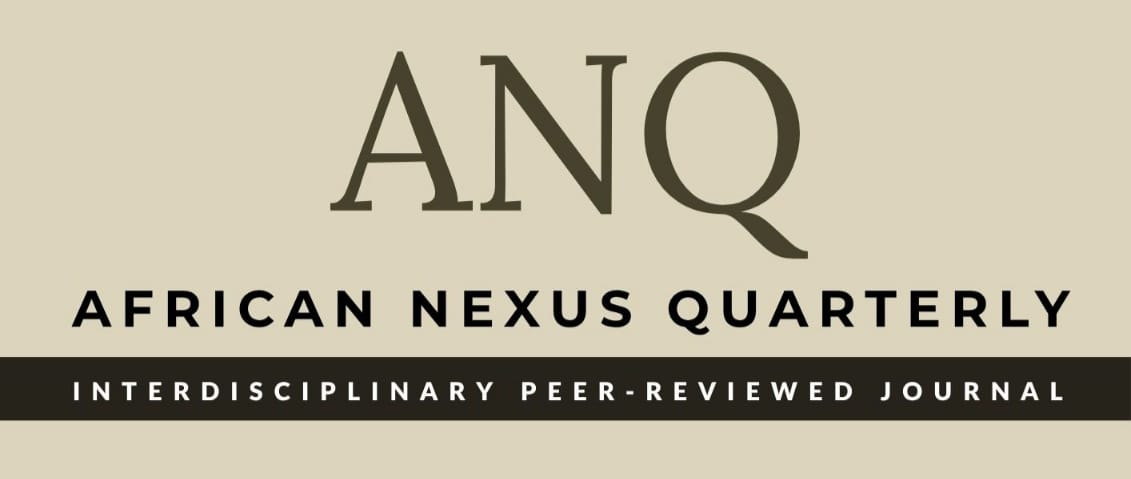 ANQ
AFRICAN NEXUS QUARTERLY
INTERDISCIPLINARY PEER-REVIEWED JOURNAL